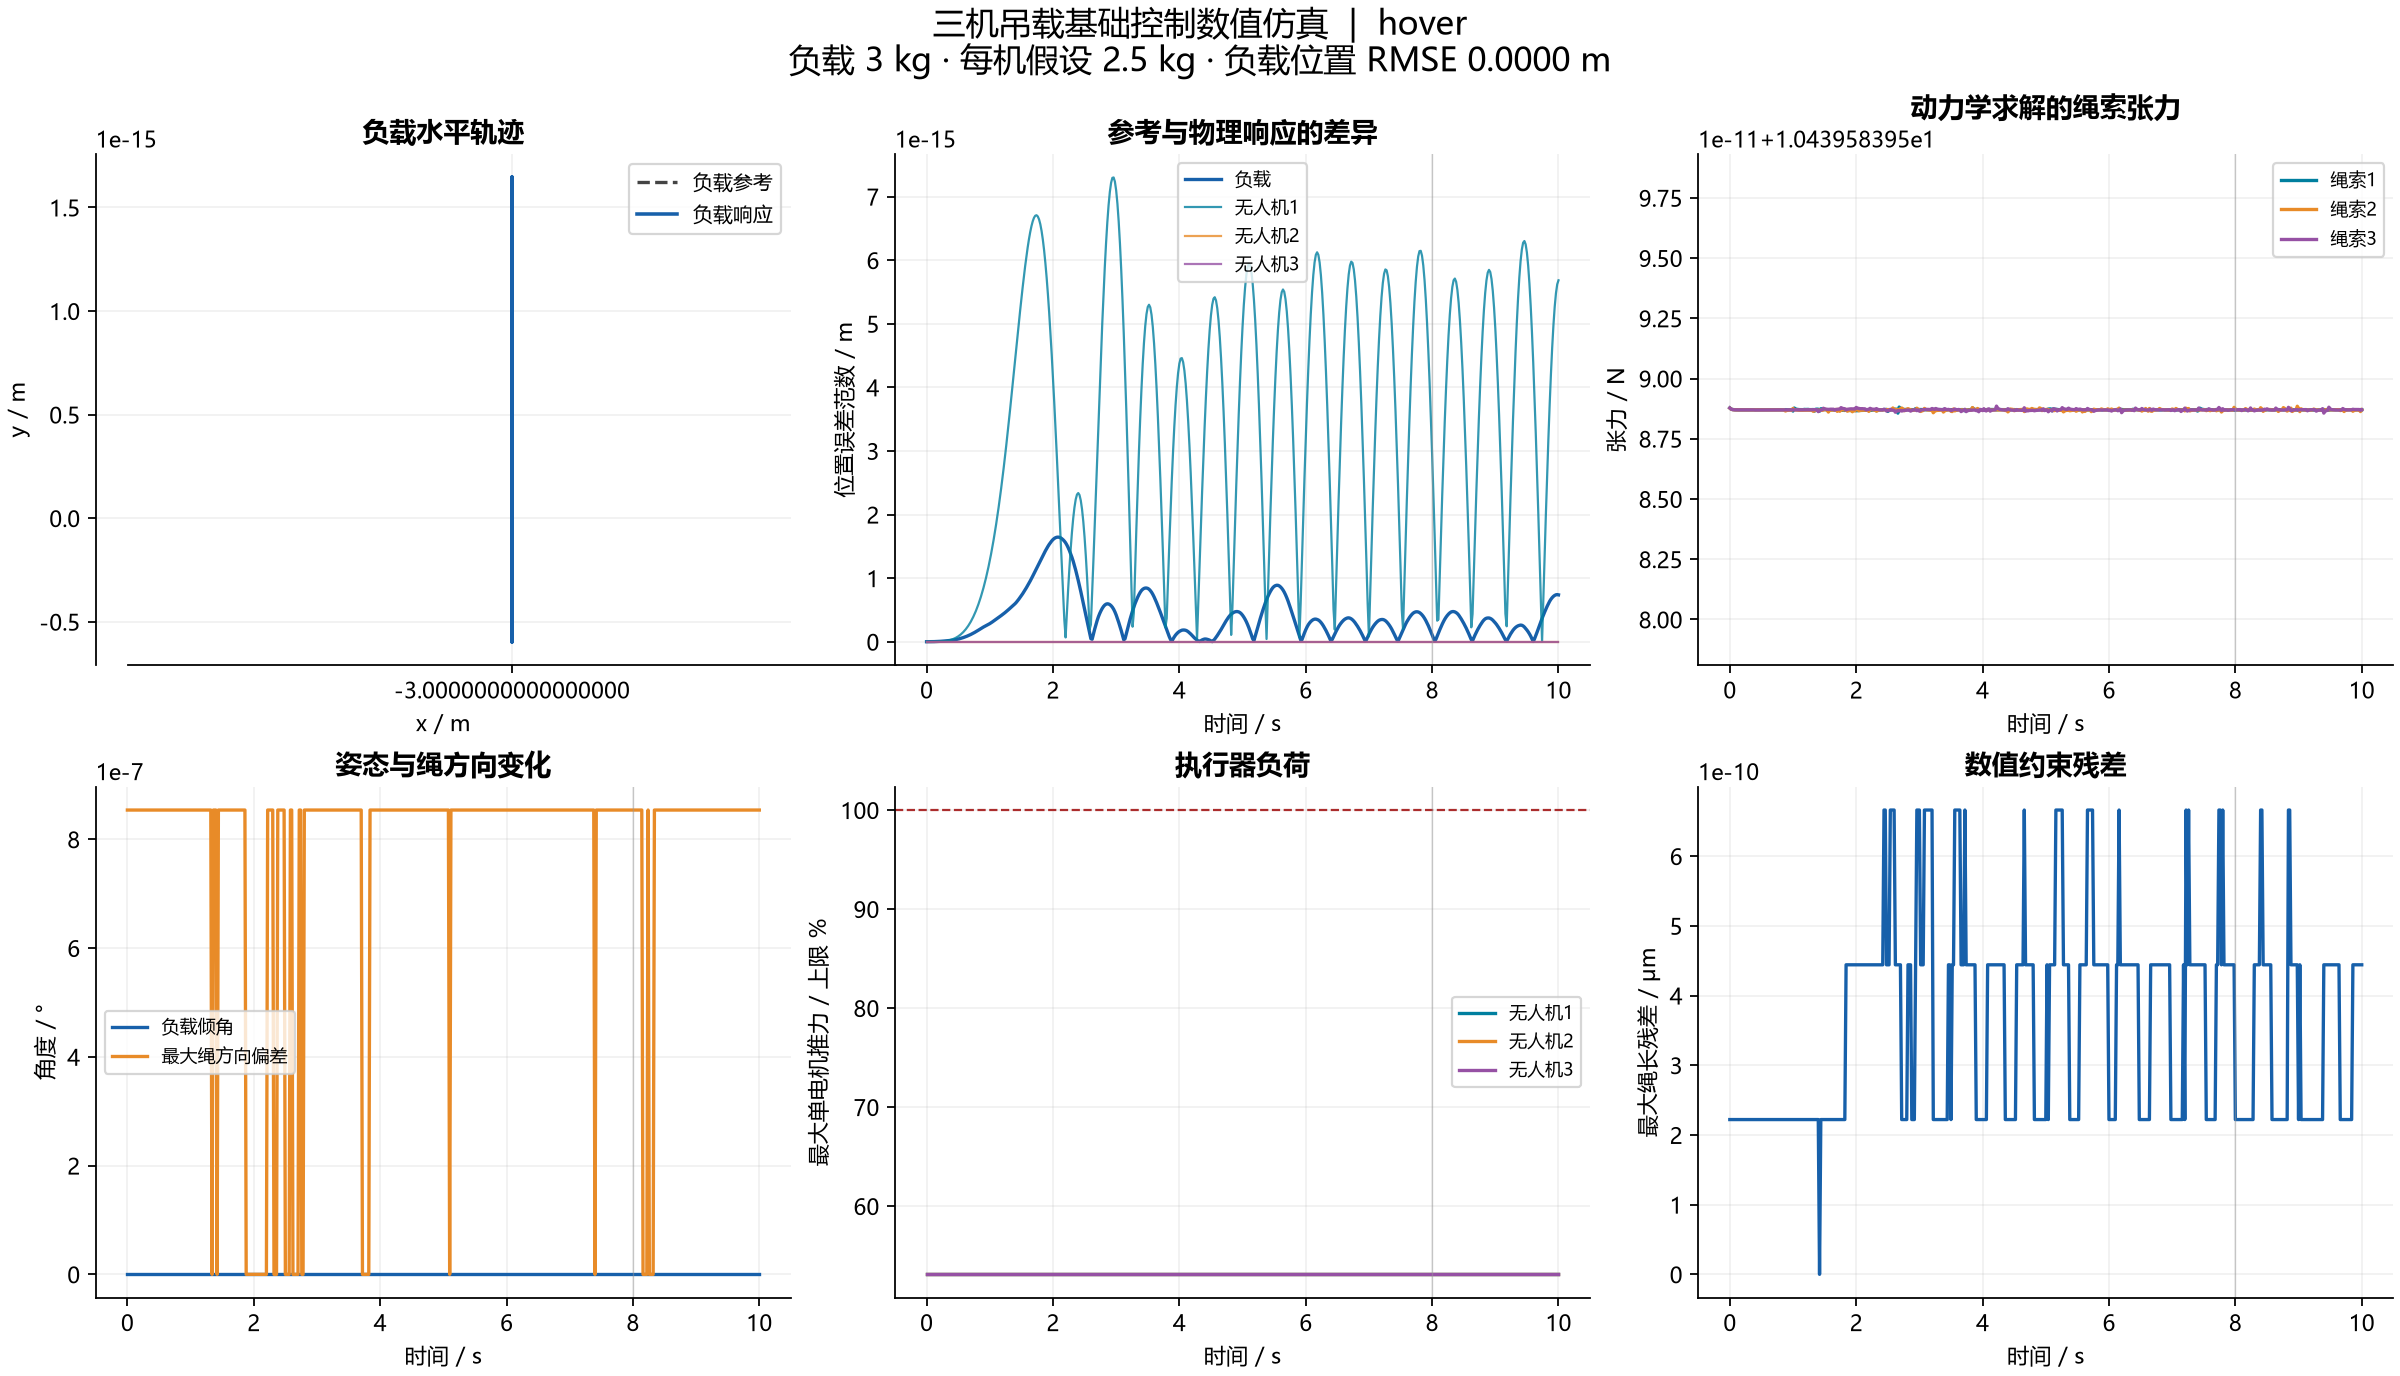 三机吊载基础控制数值仿真 | hover
负载 3 kg · 每机假设 2.5 kg · 负载位置 RMSE 0.0000 m
负载水平轨迹
1e-15
负载参考
负载响应
1.5
1.0
0.5
0.0
-0.5
y / m
-3.0000000000000000
x / m
参考与物理响应的差异
1e-15
负载
无人机1
无人机2
无人机3
7
6
5
4
3
2
1
0
位置误差范数 / m
0 2 4 6 8 10
时间 / s
动力学求解的绳索张力
1e-11+1.043958395e1
绳索1
绳索2
绳索3
9.75
9.50
9.25
9.00
8.75
8.50
8.25
8.00
张力 / N
0 2 4 6 8 10
时间 / s
姿态与绳方向变化
1e-7
8
6
4
2
0
角度 / °
负载倾角
最大绳方向偏差
0 2 4 6 8 10
时间 / s
执行器负荷
100
90
80
70
60
最大单电机推力 / 上限 %
无人机1
无人机2
无人机3
0 2 4 6 8 10
时间 / s
数值约束残差
1e-10
6
5
4
3
2
1
0
最大绳长残差 / μm
0 2 4 6 8 10
时间 / s